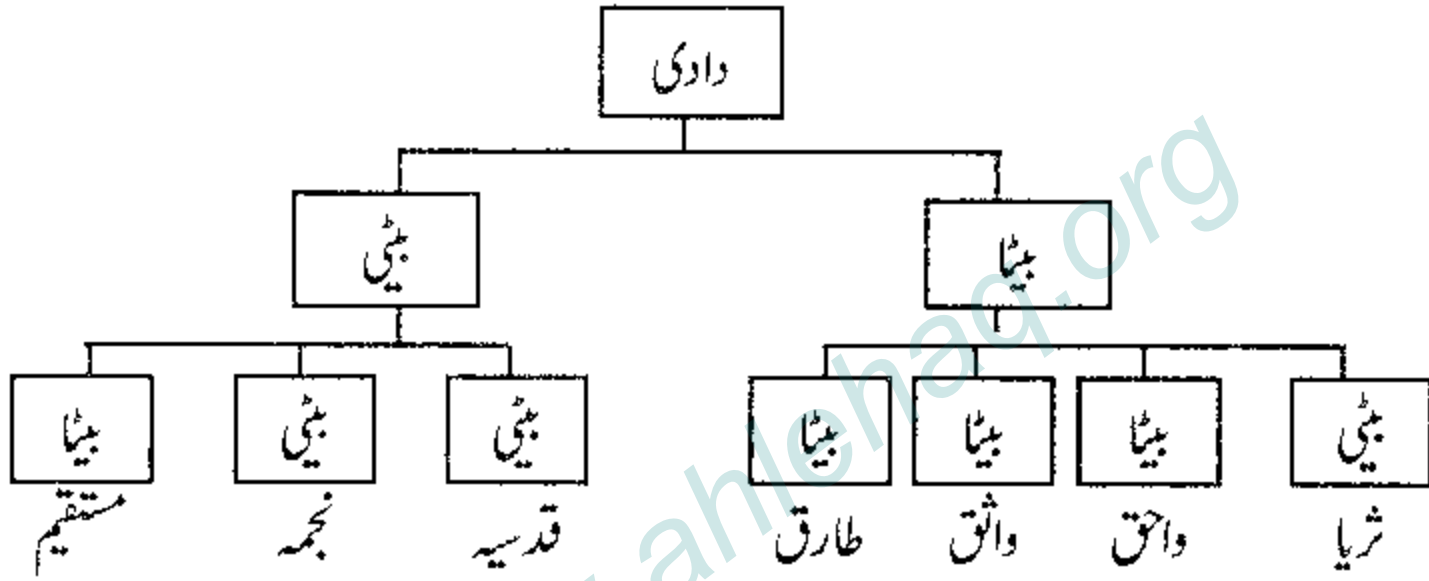 دادی
بیٹا بیٹی
بیٹی بیٹا بیٹا بیٹا بیٹی بیٹی بیٹا
ثریا واحق واثق طارق قدسیہ نجمہ مستقیم
ahlehaq.org